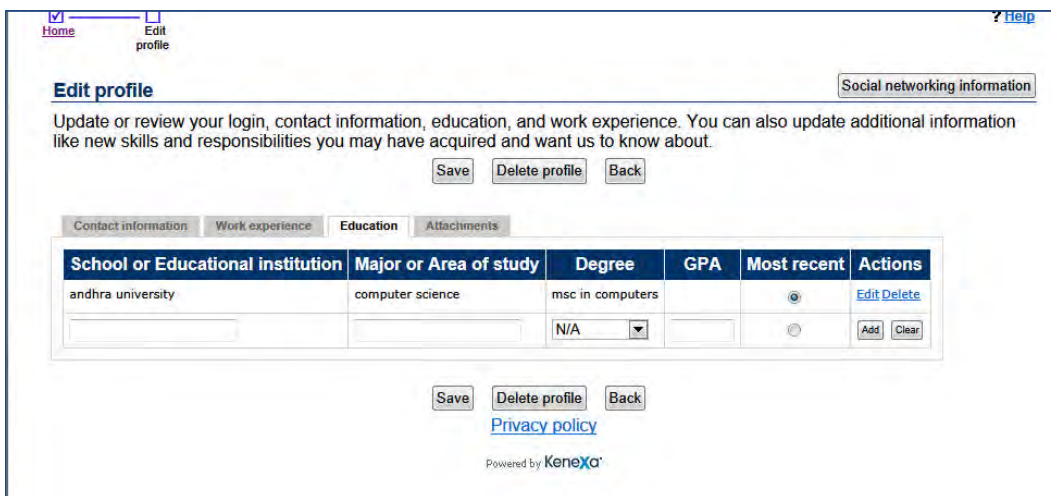 ? Help
Home Edit
profile
Edit profile
Social networking information
Update or review your login, contact information, education, and work experience. You can also update additional information
like new skills and responsibilities you may have acquired and want us to know about.
Save Delete profile Back
Contact information Work experience Education Attachments
School or Educational institution Major or Area of study Degree GPA Most recent Actions
andhra university computer science msc in computers Edit Delete
N/A Add Clear
Save Delete profile Back
Privacy policy
Powered by Kenexa